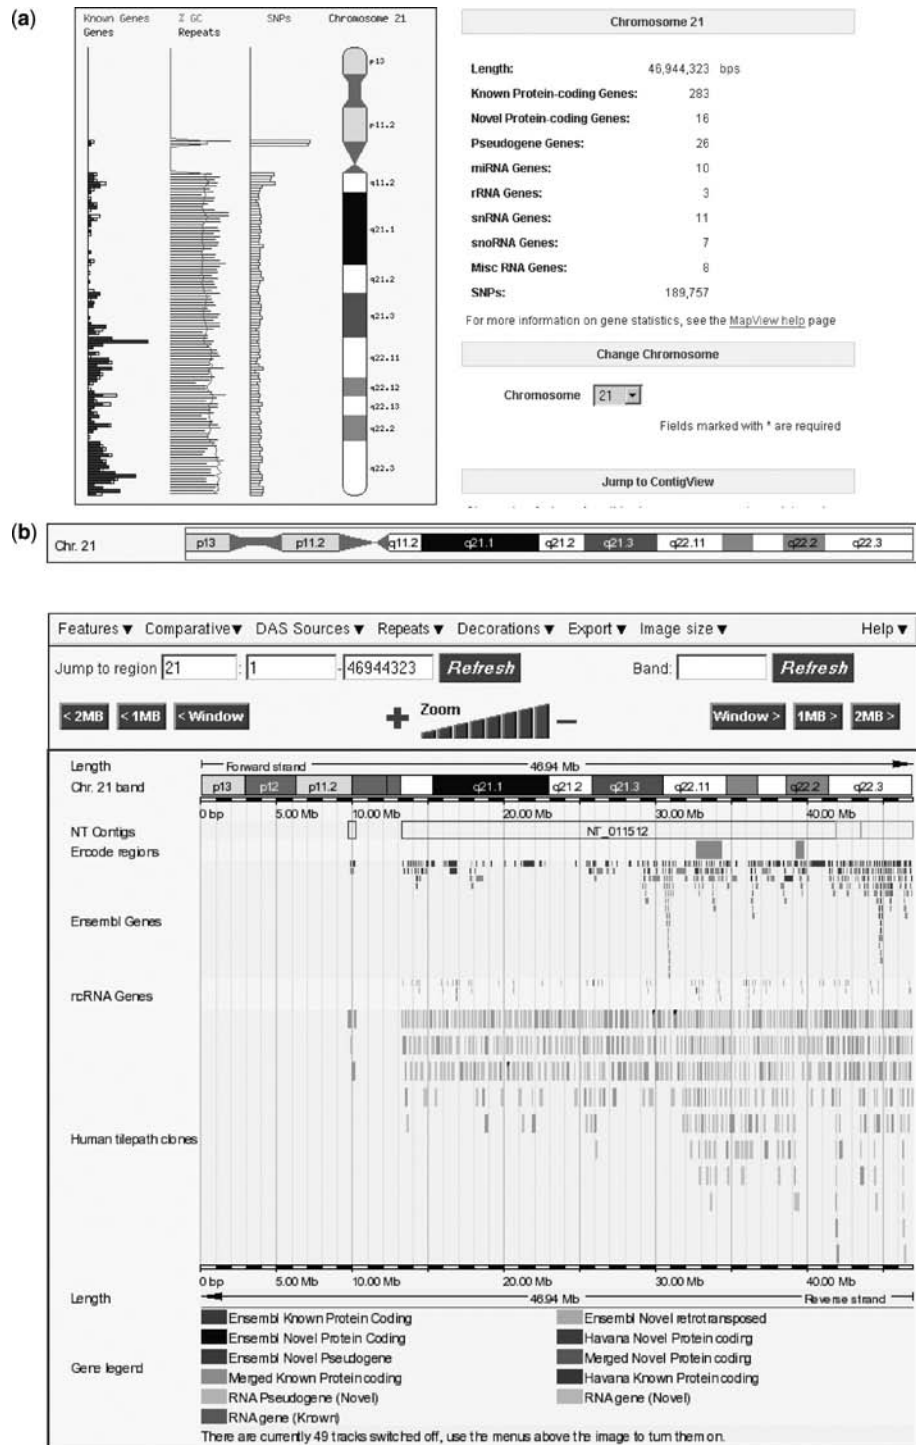 (a)
Known Genes % GC SNPs Chromosome 21
Genes Repeats
p13
p11.2
q11.2
q21.1
q21.2
q21.3
q22.11
q22.12
q22.13
q22.2
q22.3
Chromosome 21
Length: 46,944,323 bps
Known Protein-coding Genes: 283
Novel Protein-coding Genes: 16
Pseudogene Genes: 26
miRNA Genes: 10
rRNA Genes: 3
snRNA Genes: 11
snoRNA Genes: 7
Misc RNA Genes: 8
SNPs: 189,757
For more information on gene statistics, see the MapView help page
Change Chromosome
Chromosome 21
Fields marked with * are required
Jump to ContigView
(b)
Chr. 21 p13 p11.2 q11.2 q21.1 q21.2 q21.3 q22.11 q22.2 q22.3
Features ▼ Comparative ▼ DAS Sources ▼ Repeats ▼ Decorations ▼ Export ▼ Image size ▼ Help ▼
Jump to region 21 : 1 - 46944323 Refresh Band: Refresh
< 2MB < 1MB < Window + Zoom − Window > 1MB > 2MB >
Length Forward strand 46.94 Mb
Chr. 21 band p13 p12 p11.2 q21.1 q21.2 q21.3 q22.11 q22.2 q22.3
0 bp 5.00 Mb 10.00 Mb 20.00 Mb 30.00 Mb 40.00 Mb
NT Contigs NT_011512
Encode regions
Ensembl Genes
ncRNA Genes
Human tilepath clones
0 bp 5.00 Mb 10.00 Mb 20.00 Mb 30.00 Mb 40.00 Mb
Length 46.94 Mb Reverse strand
Gene legend
Ensembl Known Protein Coding Ensembl Novel retrotransposed
Ensembl Novel Protein Coding Havana Novel Protein coding
Ensembl Novel Pseudogene Merged Novel Protein coding
Merged Known Protein coding Havana Known Protein coding
RNA Pseudogene (Novel) RNA gene (Novel)
RNA gene (Known)
There are currently 49 tracks switched off, use the menus above the image to turn them on.